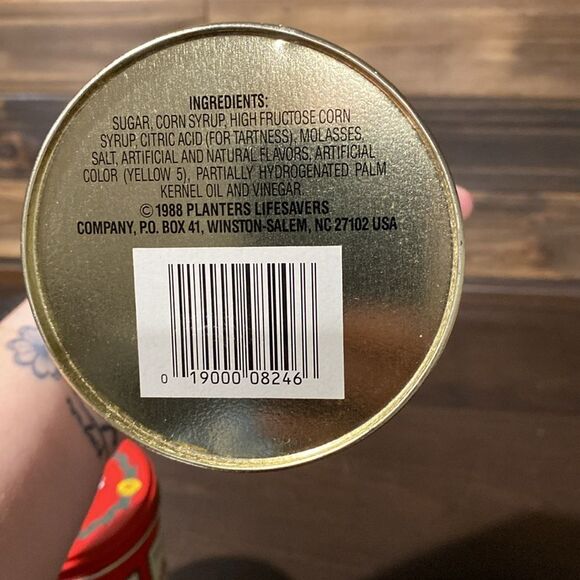 INGREDIENTS:
SUGAR, CORN SYRUP, HIGH FRUCTOSE CORN
SYRUP, CITRIC ACID (FOR TARTNESS), MOLASSES,
SALT, ARTIFICIAL AND NATURAL FLAVORS, ARTIFICIAL
COLOR (YELLOW 5), PARTIALLY HYDROGENATED PALM
KERNEL OIL AND VINEGAR
© 1988 PLANTERS LIFESAVERS
COMPANY, P.O. BOX 41, WINSTON-SALEM, NC 27102 USA
0 19000 08246